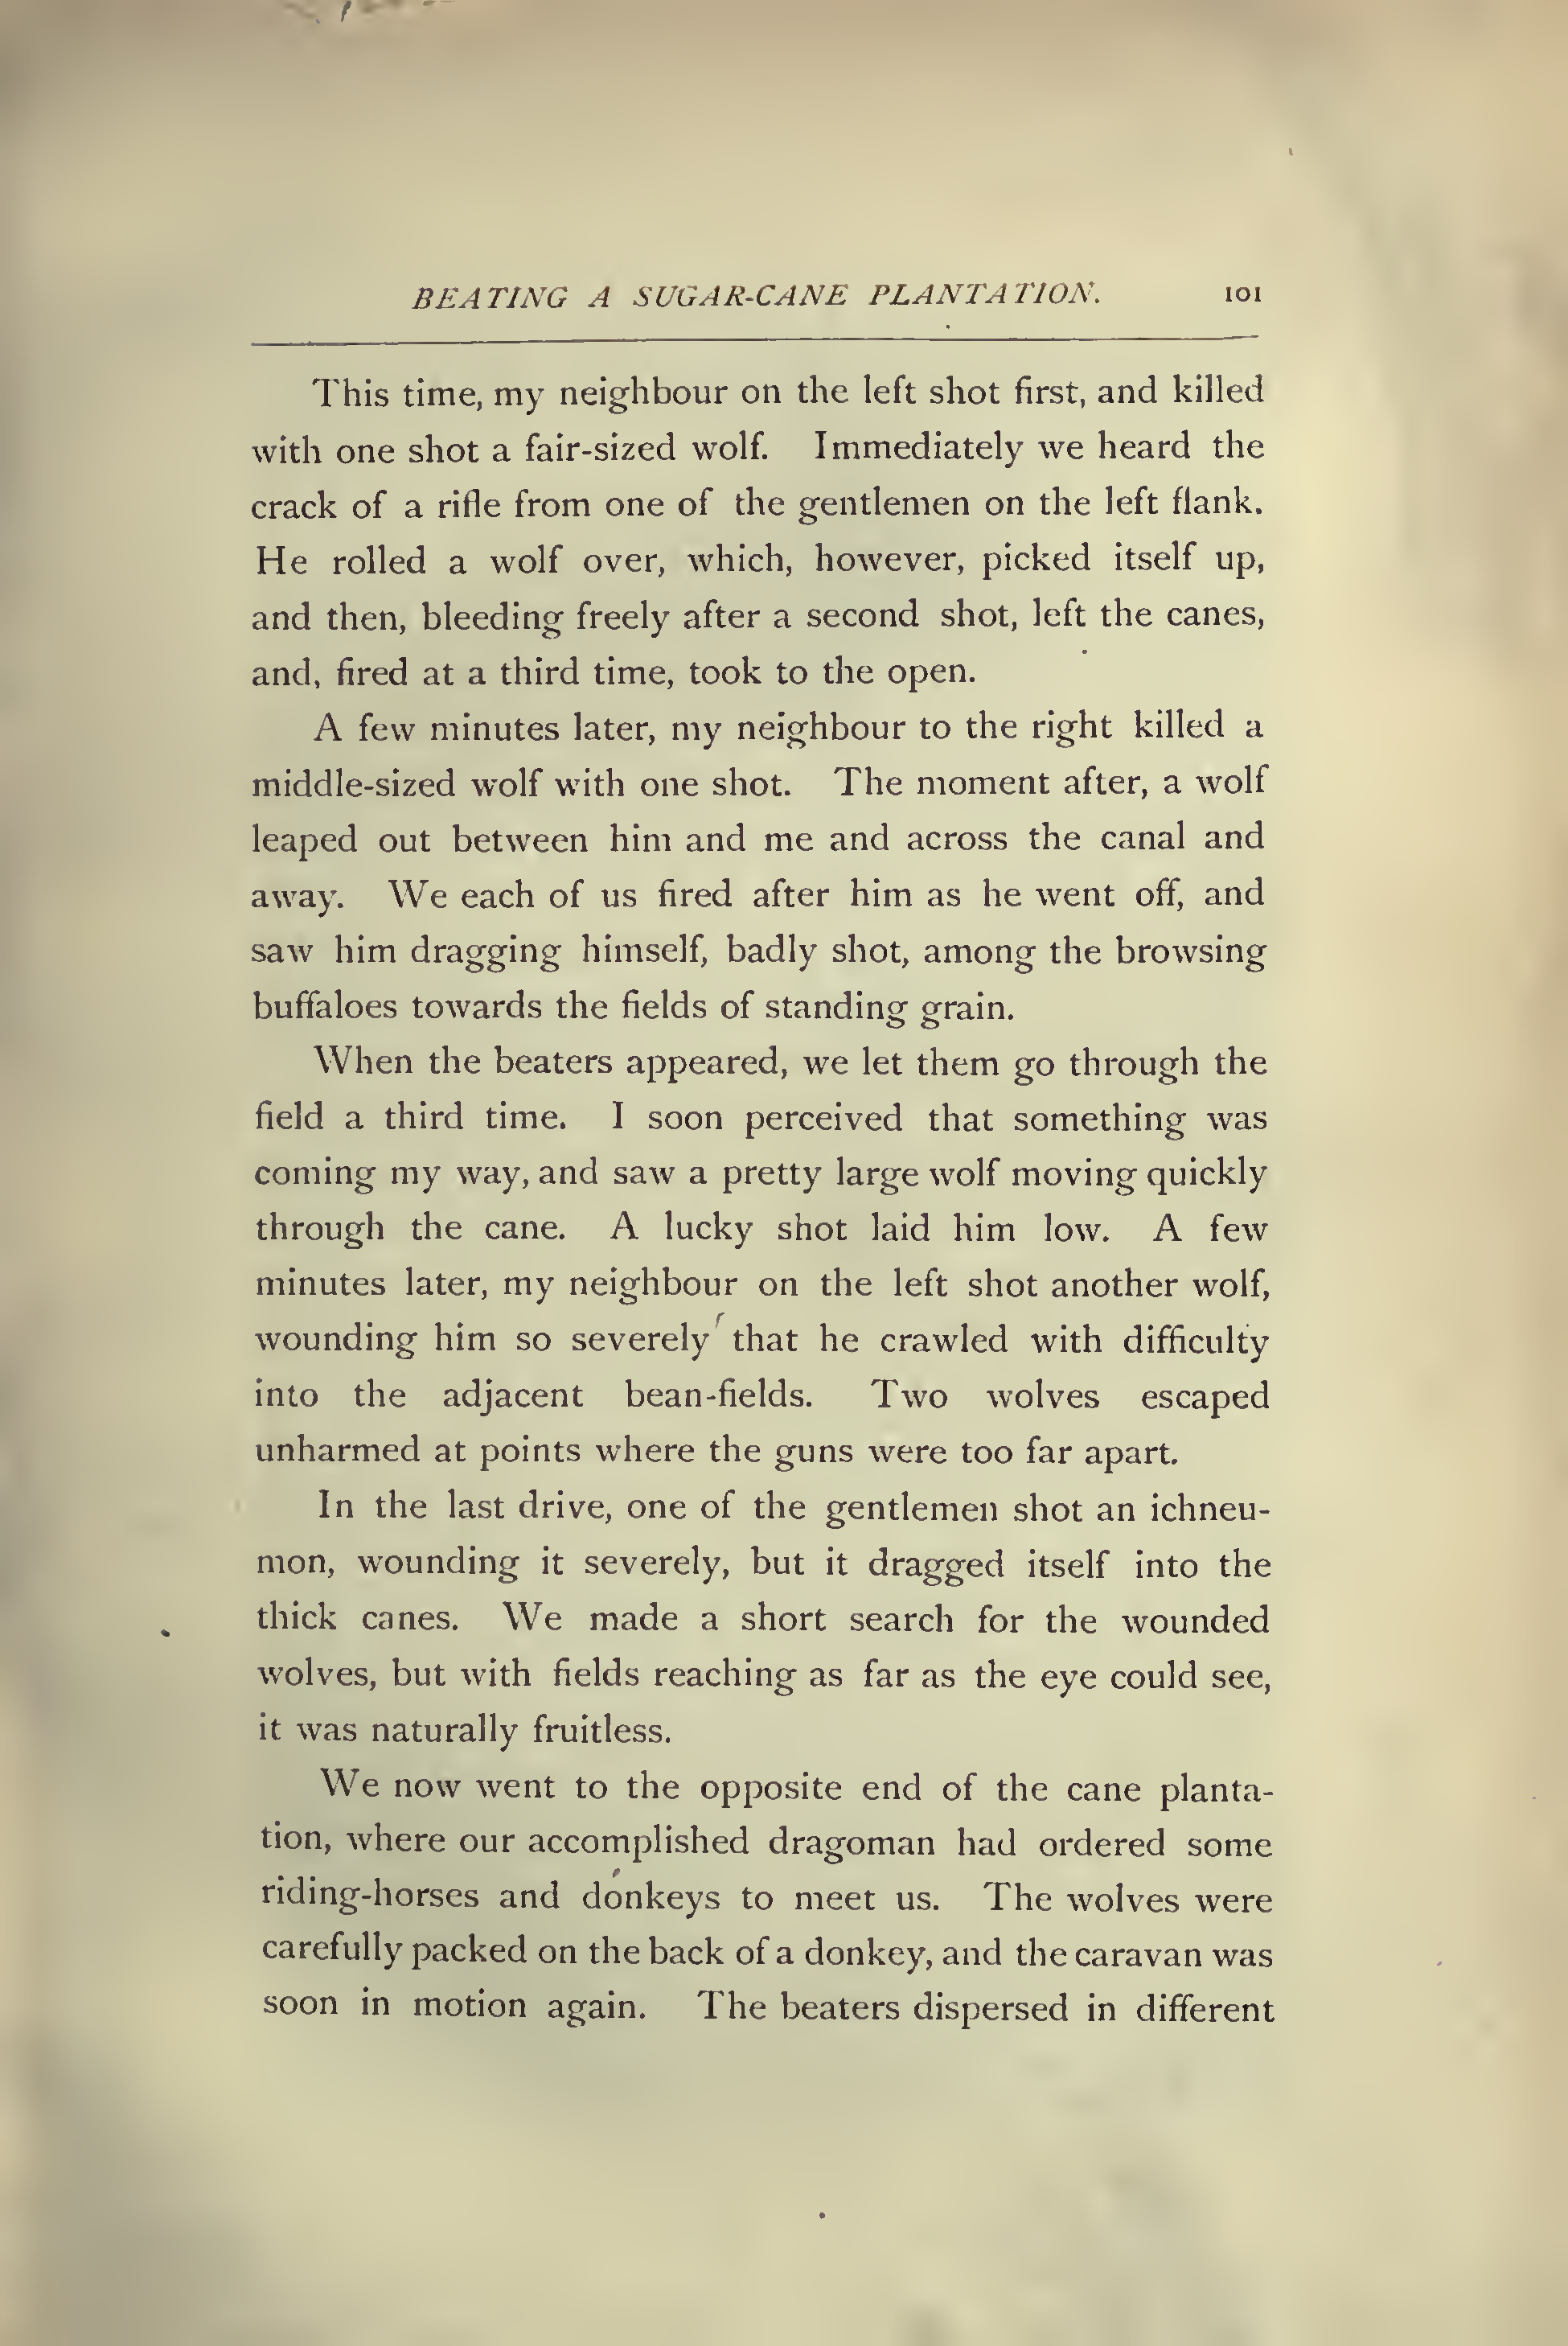 BEATING A SUGAR-CANE PLANTATION. 101
This time, my neighbour on the left shot first, and killed
with one shot a fair-sized wolf. Immediately we heard the
crack of a rifle from one of the gentlemen on the left flank.
He rolled a wolf over, which, however, picked itself up,
and then, bleeding freely after a second shot, left the canes,
and, fired at a third time, took to the open.
A few minutes later, my neighbour to the right killed a
middle-sized wolf with one shot. The moment after, a wolf
leaped out between him and me and across the canal and
away. We each of us fired after him as he went off, and
saw him dragging himself, badly shot, among the browsing
buffaloes towards the fields of standing grain.
When the beaters appeared, we let them go through the
field a third time. I soon perceived that something was
coming my way, and saw a pretty large wolf moving quickly
through the cane. A lucky shot laid him low. A few
minutes later, my neighbour on the left shot another wolf,
wounding him so severely that he crawled with difficulty
into the adjacent bean-fields. Two wolves escaped
unharmed at points where the guns were too far apart.
In the last drive, one of the gentlemen shot an ichneu-
mon, wounding it severely, but it dragged itself into the
thick canes. We made a short search for the wounded
wolves, but with fields reaching as far as the eye could see,
it was naturally fruitless.
We now went to the opposite end of the cane planta-
tion, where our accomplished dragoman had ordered some
riding-horses and donkeys to meet us. The wolves were
carefully packed on the back of a donkey, and the caravan was
soon in motion again. The beaters dispersed in different